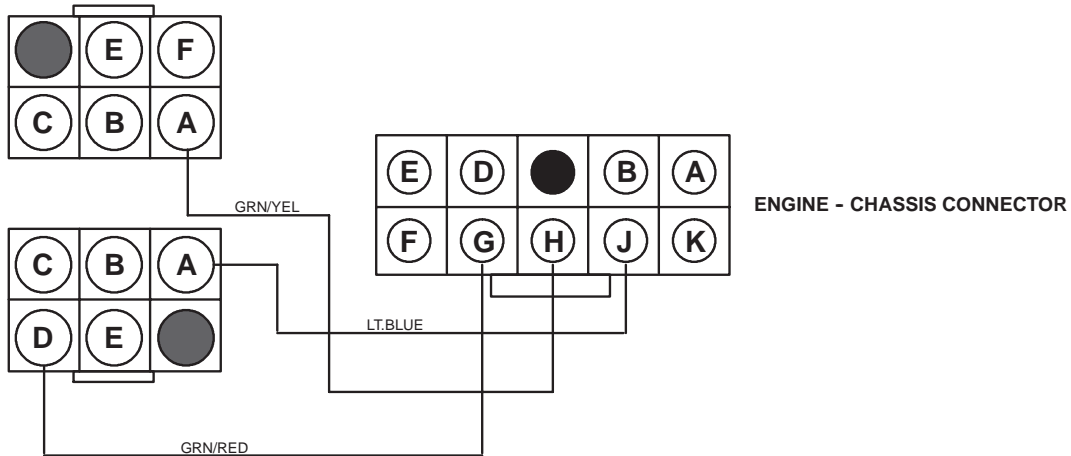 E F
C B A
GRN/YEL
C B A
D E
E D B A
F G H J K
ENGINE - CHASSIS CONNECTOR
LT.BLUE
GRN/RED